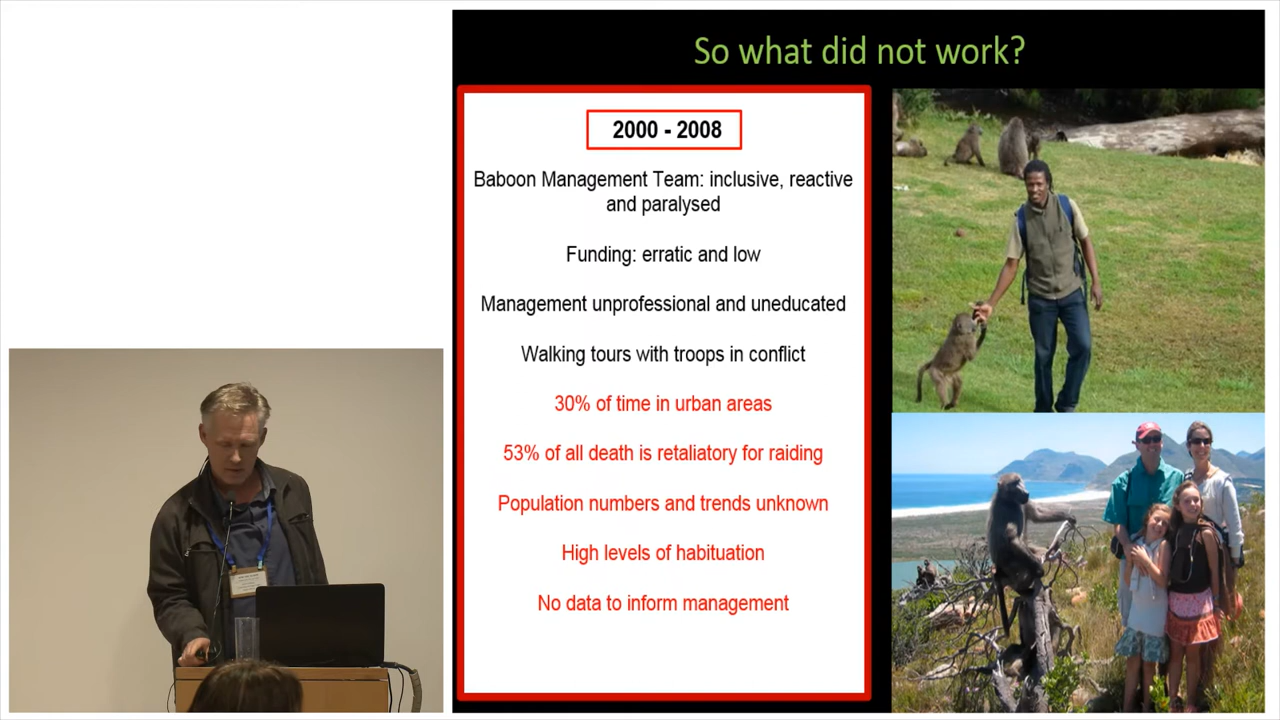 So what did not work?
2000 - 2008
Baboon Management Team: inclusive, reactive
and paralysed
Funding: erratic and low
Management unprofessional and uneducated
Walking tours with troops in conflict
30% of time in urban areas
53% of all death is retaliatory for raiding
Population numbers and trends unknown
High levels of habituation
No data to inform management